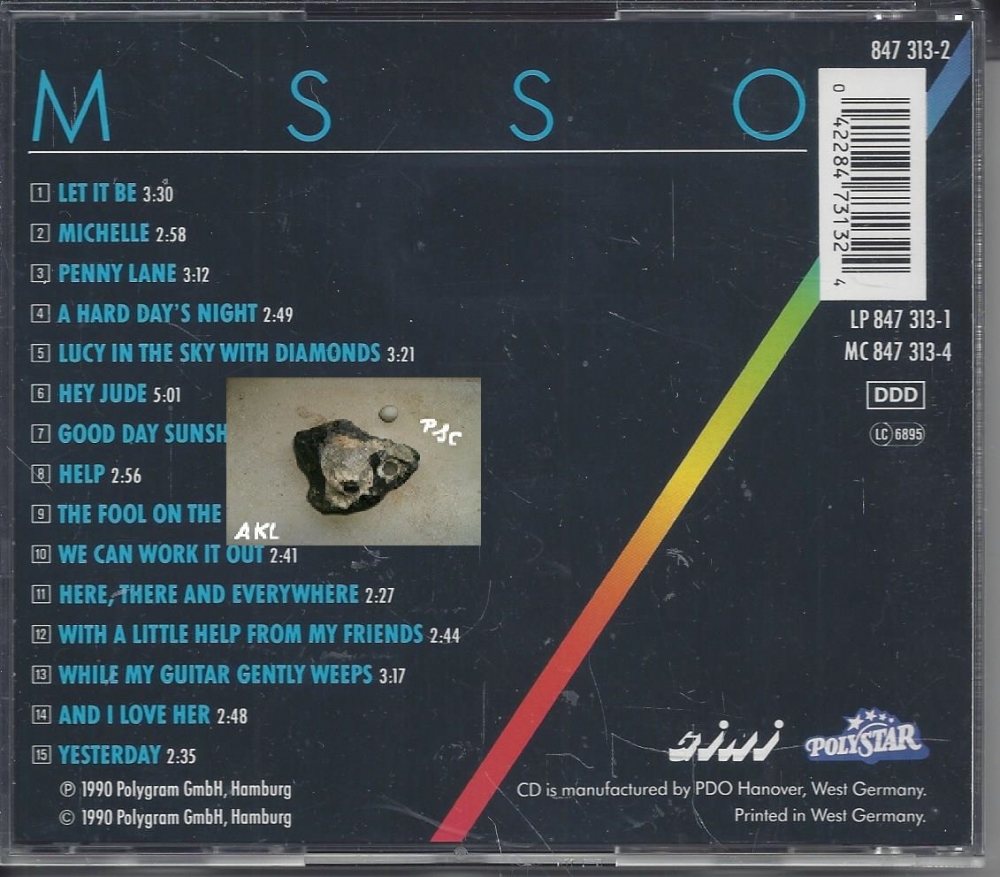 847 313-2
M S S O
0 42284 73132 4
1 LET IT BE 3:30
2 MICHELLE 2:58
3 PENNY LANE 3:12
4 A HARD DAY'S NIGHT 2:49
5 LUCY IN THE SKY WITH DIAMONDS 3:21
6 HEY JUDE 5:01
7 GOOD DAY
8 HELP 2:56
9 THE FOOL ON THE
10 WE CAN WORK IT OUT 2:41
11 HERE, THERE AND EVERYWHERE 2:27
12 WITH A LITTLE HELP FROM MY FRIENDS 2:44
13 WHILE MY GUITAR GENTLY WEEPS 3:17
14 AND I LOVE HER 2:48
15 YESTERDAY 2:35
℗ 1990 Polygram GmbH, Hamburg
© 1990 Polygram GmbH, Hamburg
LP 847 313-1
MC 847 313-4
DDD
LC 6895
PSC
AKL
POLYSTAR
CD is manufactured by PDO Hanover, West Germany.
Printed in West Germany.